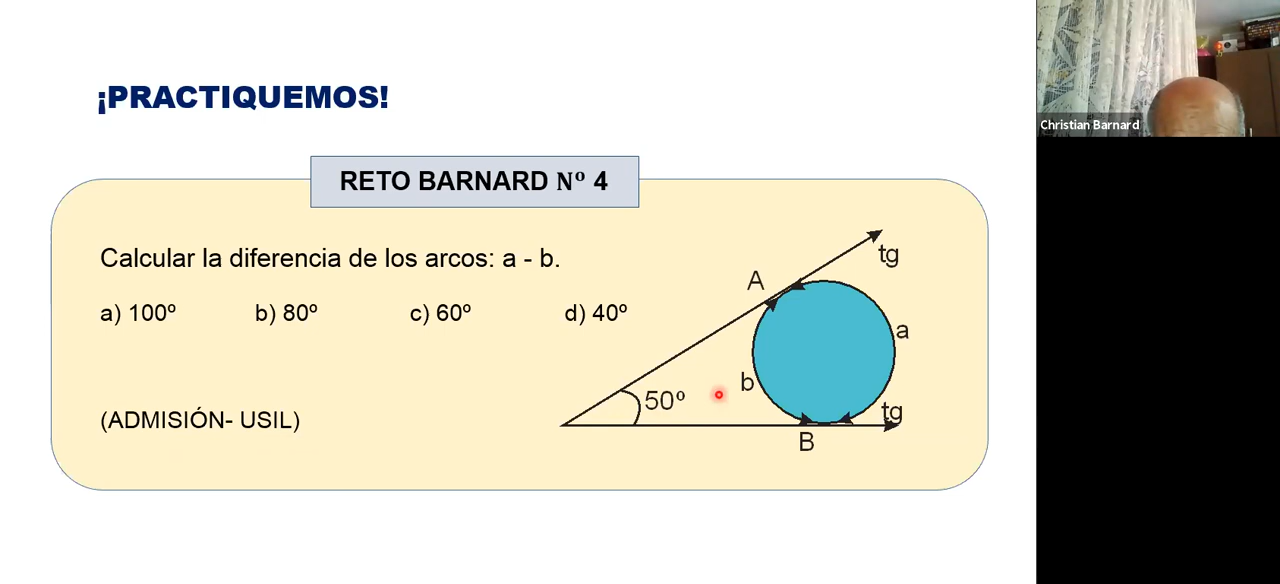 ¡PRACTIQUEMOS!
Christian Barnard
RETO BARNARD Nº 4
Calcular la diferencia de los arcos: a - b.
a) 100º b) 80º c) 60º d) 40º
(ADMISIÓN- USIL)
tg
A
a
b
50º
tg
B